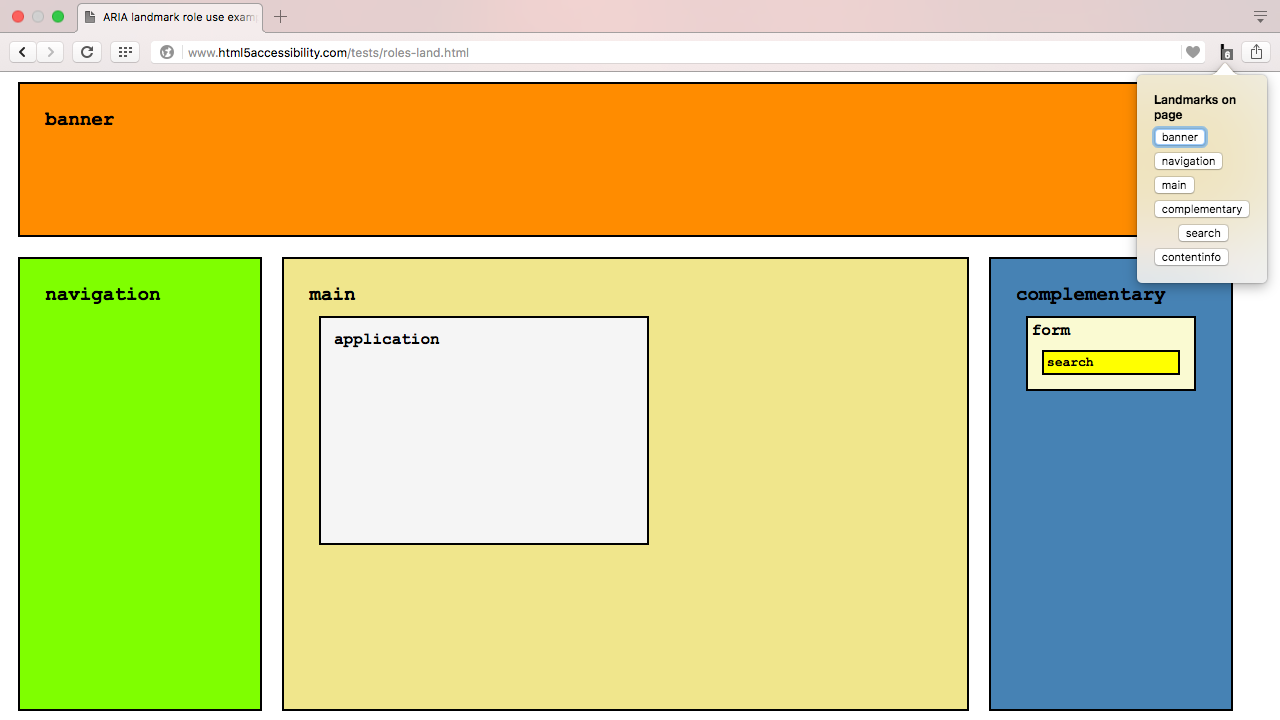 ARIA landmark role use exam
www.html5accessibility.com/tests/roles-land.html
6
banner
Landmarks on
page
banner
navigation
main
complementary
search
contentinfo
navigation
main
application
complementary
form
search